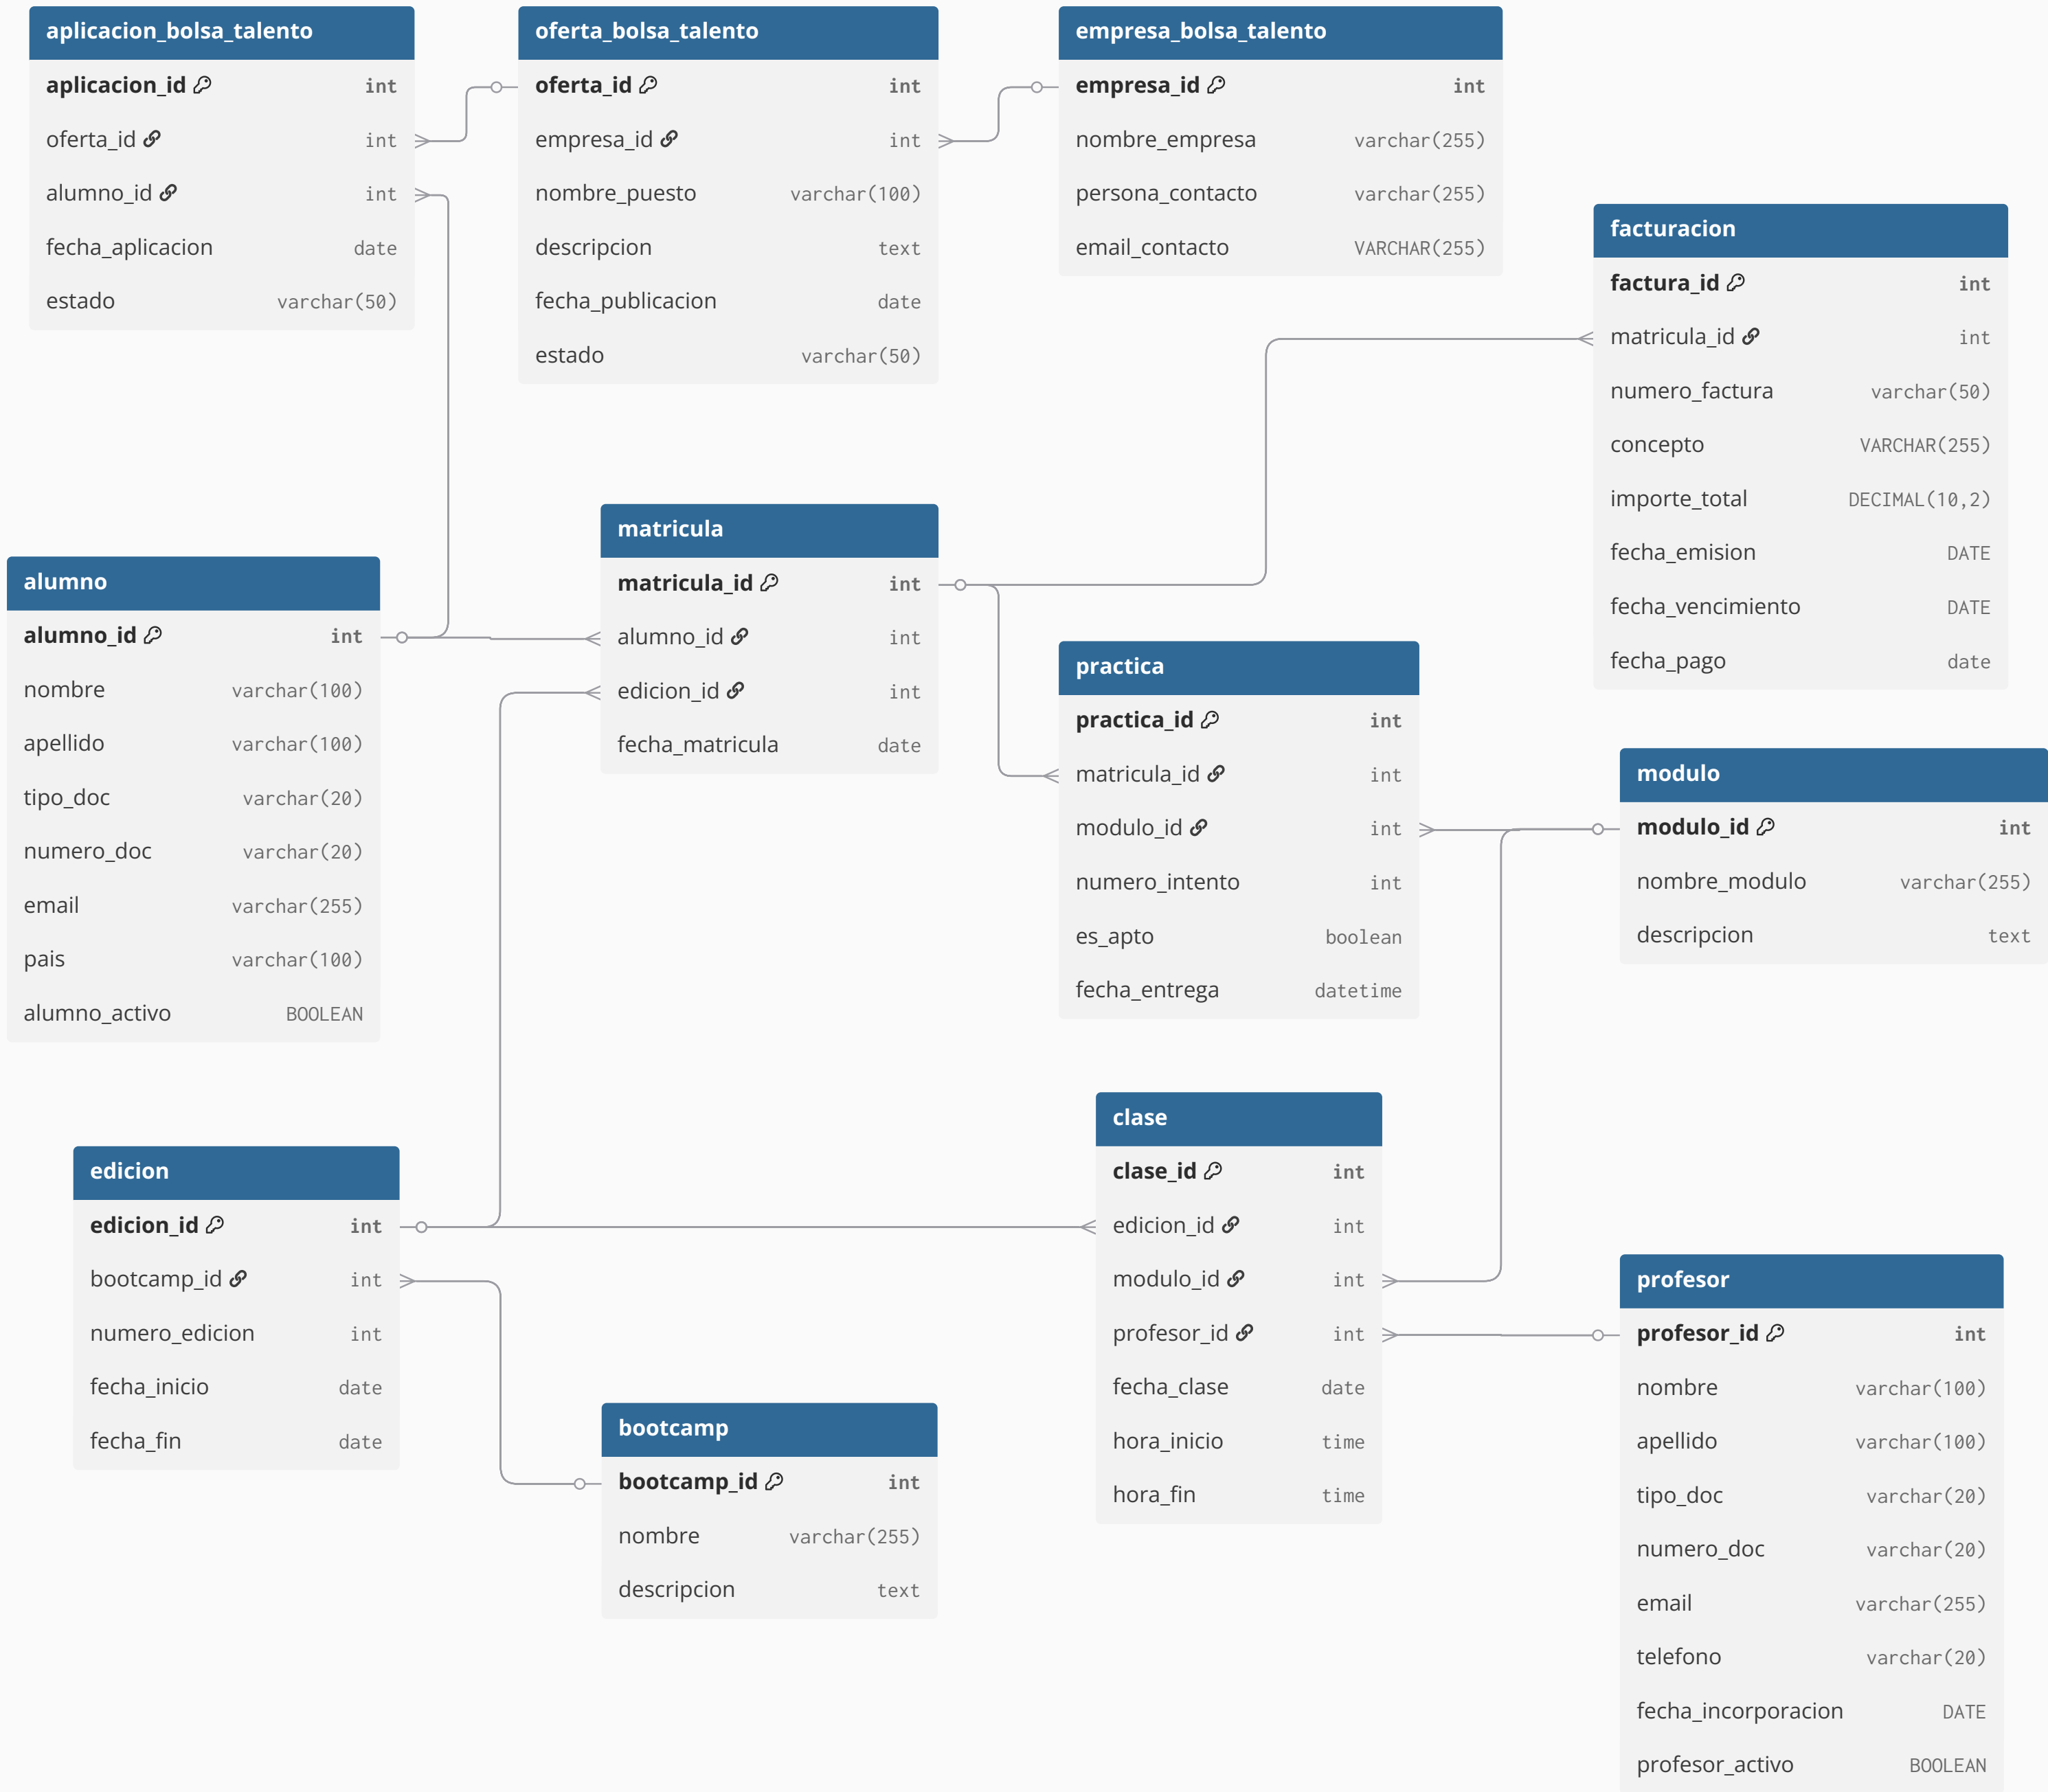 aplicacion_bolsa_talento
aplicacion_id int
oferta_id int
alumno_id int
fecha_aplicacion date
estado varchar(50)
oferta_bolsa_talento
oferta_id int
empresa_id int
nombre_puesto varchar(100)
descripcion text
fecha_publicacion date
estado varchar(50)
empresa_bolsa_talento
empresa_id int
nombre_empresa varchar(255)
persona_contacto varchar(255)
email_contacto VARCHAR(255)
facturacion
factura_id int
matricula_id int
numero_factura varchar(50)
concepto VARCHAR(255)
importe_total DECIMAL(10,2)
fecha_emision DATE
fecha_vencimiento DATE
fecha_pago date
alumno
alumno_id int
nombre varchar(100)
apellido varchar(100)
tipo_doc varchar(20)
numero_doc varchar(20)
email varchar(255)
pais varchar(100)
alumno_activo BOOLEAN
matricula
matricula_id int
alumno_id int
edicion_id int
fecha_matricula date
practica
practica_id int
matricula_id int
modulo_id int
numero_intento int
es_apto boolean
fecha_entrega datetime
modulo
modulo_id int
nombre_modulo varchar(255)
descripcion text
edicion
edicion_id int
bootcamp_id int
numero_edicion int
fecha_inicio date
fecha_fin date
bootcamp
bootcamp_id int
nombre varchar(255)
descripcion text
clase
clase_id int
edicion_id int
modulo_id int
profesor_id int
fecha_clase date
hora_inicio time
hora_fin time
profesor
profesor_id int
nombre varchar(100)
apellido varchar(100)
tipo_doc varchar(20)
numero_doc varchar(20)
email varchar(255)
telefono varchar(20)
fecha_incorporacion DATE
profesor_activo BOOLEAN